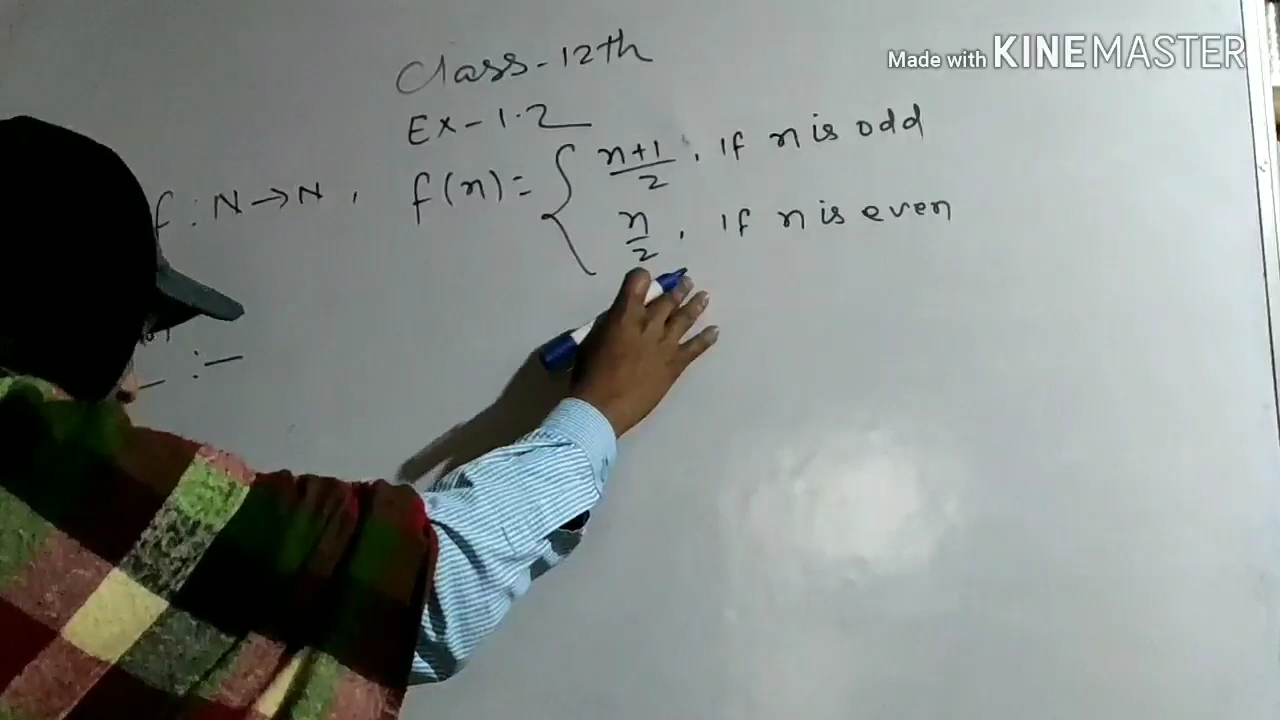 Made with KINEMASTER
Class-12th
Ex-1.2
f : N→N, f(n)= { n+1/2, if n is odd
n/2, if n is even
:-